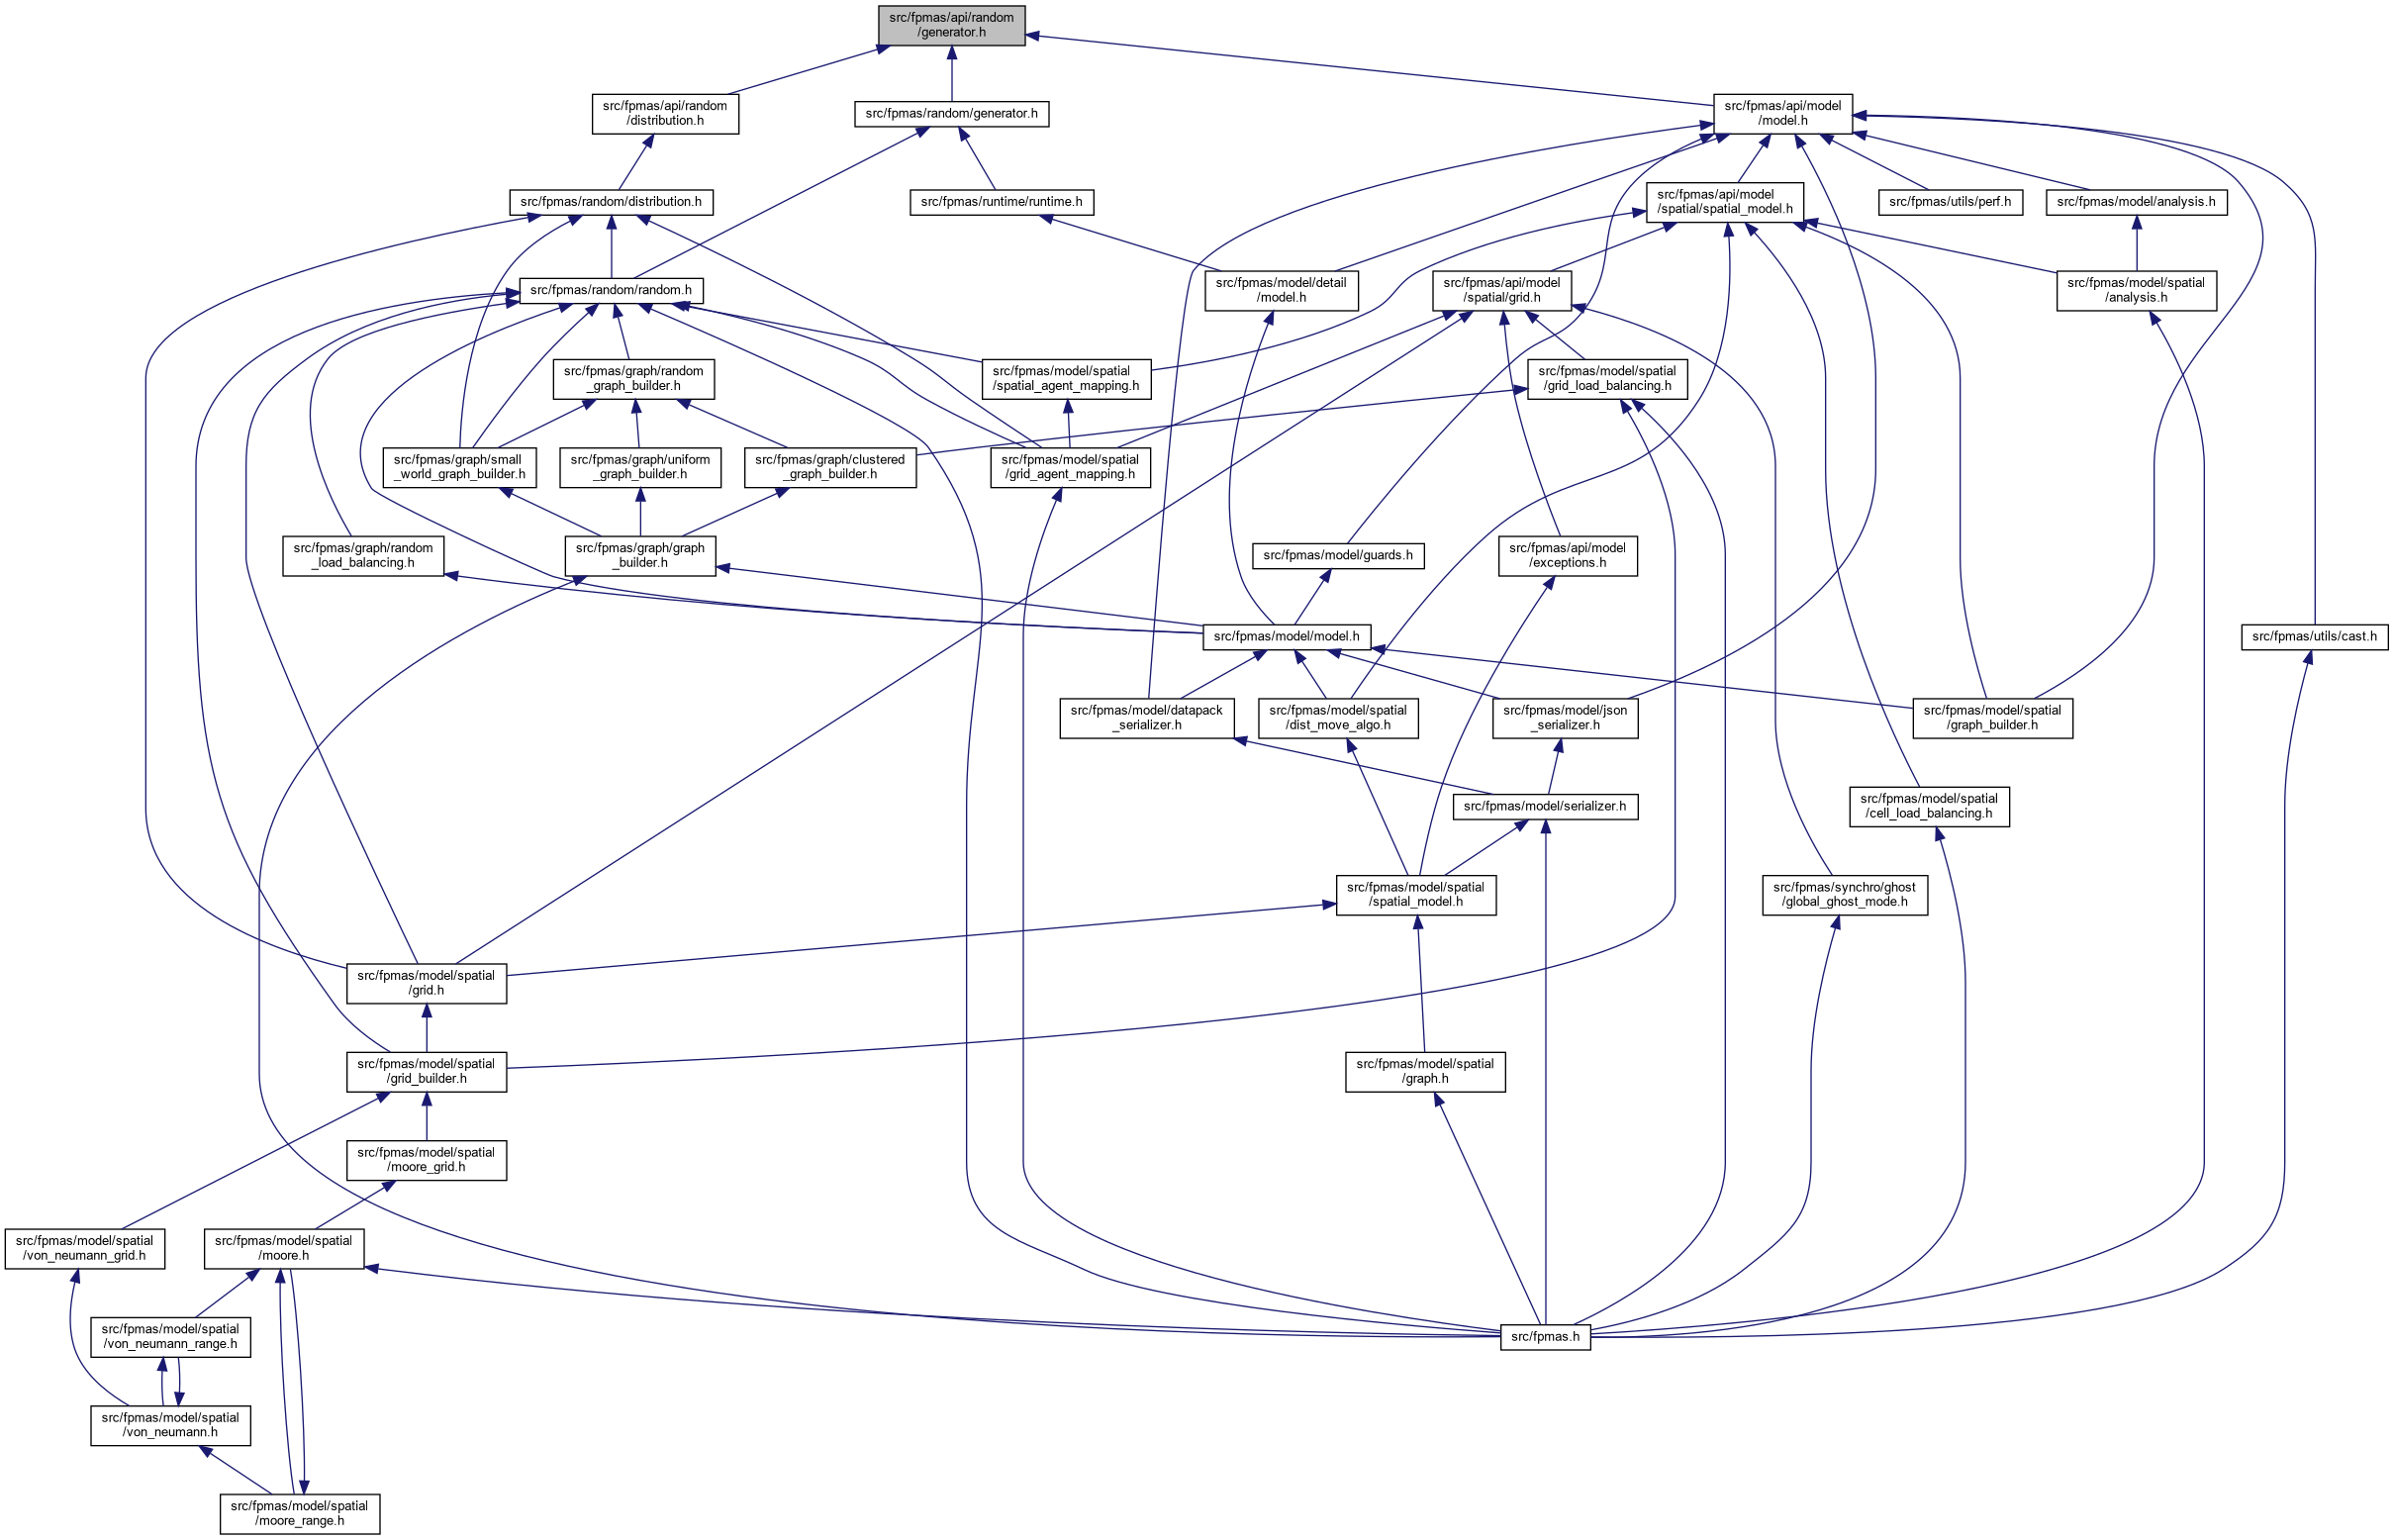 src/fpmas/api/random
/generator.h
src/fpmas/api/random
/distribution.h
src/fpmas/random/generator.h
src/fpmas/api/model
/model.h
src/fpmas/random/distribution.h
src/fpmas/runtime/runtime.h
src/fpmas/api/model
/spatial/spatial_model.h
src/fpmas/utils/perf.h
src/fpmas/model/analysis.h
src/fpmas/random/random.h
src/fpmas/model/detail
/model.h
src/fpmas/api/model
/spatial/grid.h
src/fpmas/model/spatial
/analysis.h
src/fpmas/graph/random
_graph_builder.h
src/fpmas/model/spatial
/spatial_agent_mapping.h
src/fpmas/model/spatial
/grid_load_balancing.h
src/fpmas/graph/small
_world_graph_builder.h
src/fpmas/graph/uniform
_graph_builder.h
src/fpmas/graph/clustered
_graph_builder.h
src/fpmas/model/spatial
/grid_agent_mapping.h
src/fpmas/graph/random
_load_balancing.h
src/fpmas/graph/graph
_builder.h
src/fpmas/model/guards.h
src/fpmas/api/model
/exceptions.h
src/fpmas/model/model.h
src/fpmas/utils/cast.h
src/fpmas/model/datapack
_serializer.h
src/fpmas/model/spatial
/dist_move_algo.h
src/fpmas/model/json
_serializer.h
src/fpmas/model/spatial
/graph_builder.h
src/fpmas/model/serializer.h
src/fpmas/model/spatial
/cell_load_balancing.h
src/fpmas/model/spatial
/spatial_model.h
src/fpmas/synchro/ghost
/global_ghost_mode.h
src/fpmas/model/spatial
/grid.h
src/fpmas/model/spatial
/grid_builder.h
src/fpmas/model/spatial
/graph.h
src/fpmas/model/spatial
/moore_grid.h
src/fpmas/model/spatial
/von_neumann_grid.h
src/fpmas/model/spatial
/moore.h
src/fpmas/model/spatial
/von_neumann_range.h
src/fpmas.h
src/fpmas/model/spatial
/von_neumann.h
src/fpmas/model/spatial
/moore_range.h